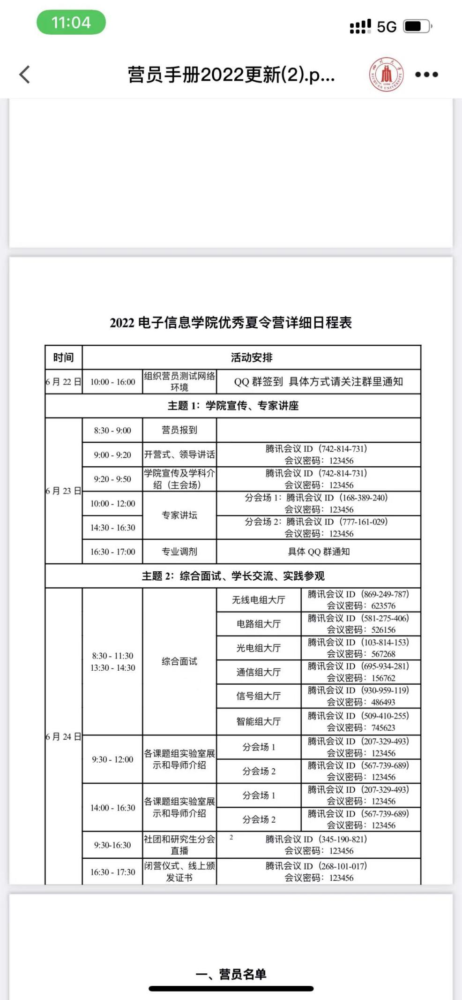 11:04
5G
营员手册2022更新(2).p...
四川大学
SICHUAN UNIVERSITY
1896
2022 电子信息学院优秀夏令营详细日程表
时间 活动安排
6 月 22 日 10:00 - 16:00 组织营员测试网络
环境 QQ 群签到 具体方式请关注群里通知
主题 1：学院宣传、专家讲座
6 月 23 日
8:30 - 9:00 营员报到
9:00 - 9:20 开营式、领导讲话 腾讯会议 ID（742-814-731)
会议密码：123456
9:20 - 9:50 学院宣传及学科介
绍（主会场） 腾讯会议 ID（742-814-731)
会议密码：123456
10:00 - 12:00 专家讲坛 分会场 1：腾讯会议 ID（168-389-240)
会议密码：123456
14:30 - 16:30 分会场 2：腾讯会议 ID（777-161-029)
会议密码：123456
16:30 - 17:00 专业调剂 具体 QQ 群通知
主题 2：综合面试、学长交流、实践参观
6 月 24 日
8:30 - 11:30
13:30 - 14:30
综合面试
无线电组大厅 腾讯会议 ID（869-249-787)
会议密码：623576
电路组大厅 腾讯会议 ID（581-275-406)
会议密码：526156
光电组大厅 腾讯会议 ID（103-814-153)
会议密码：567268
通信组大厅 腾讯会议 ID（695-934-281)
会议密码：156762
信号组大厅 腾讯会议 ID（930-959-119)
会议密码：486493
智能组大厅 腾讯会议 ID（509-410-255)
会议密码：745623
9:30 - 12:00 各课题组实验室展
示和导师介绍
分会场 1 腾讯会议 ID（207-329-493)
会议密码：123456
分会场 2 腾讯会议 ID（567-739-689)
会议密码：123456
14:00 - 16:30 各课题组实验室展
示和导师介绍
分会场 1 腾讯会议 ID（207-329-493)
会议密码：123456
分会场 2 腾讯会议 ID（567-739-689)
会议密码：123456
9:30-16:30 社团和研究生分会
直播 2 腾讯会议 ID（345-190-821)
会议密码：123456
16:30 - 17:30 闭营仪式、线上颁
发证书 腾讯会议 ID（268-101-017)
会议密码：123456
一、营员名单